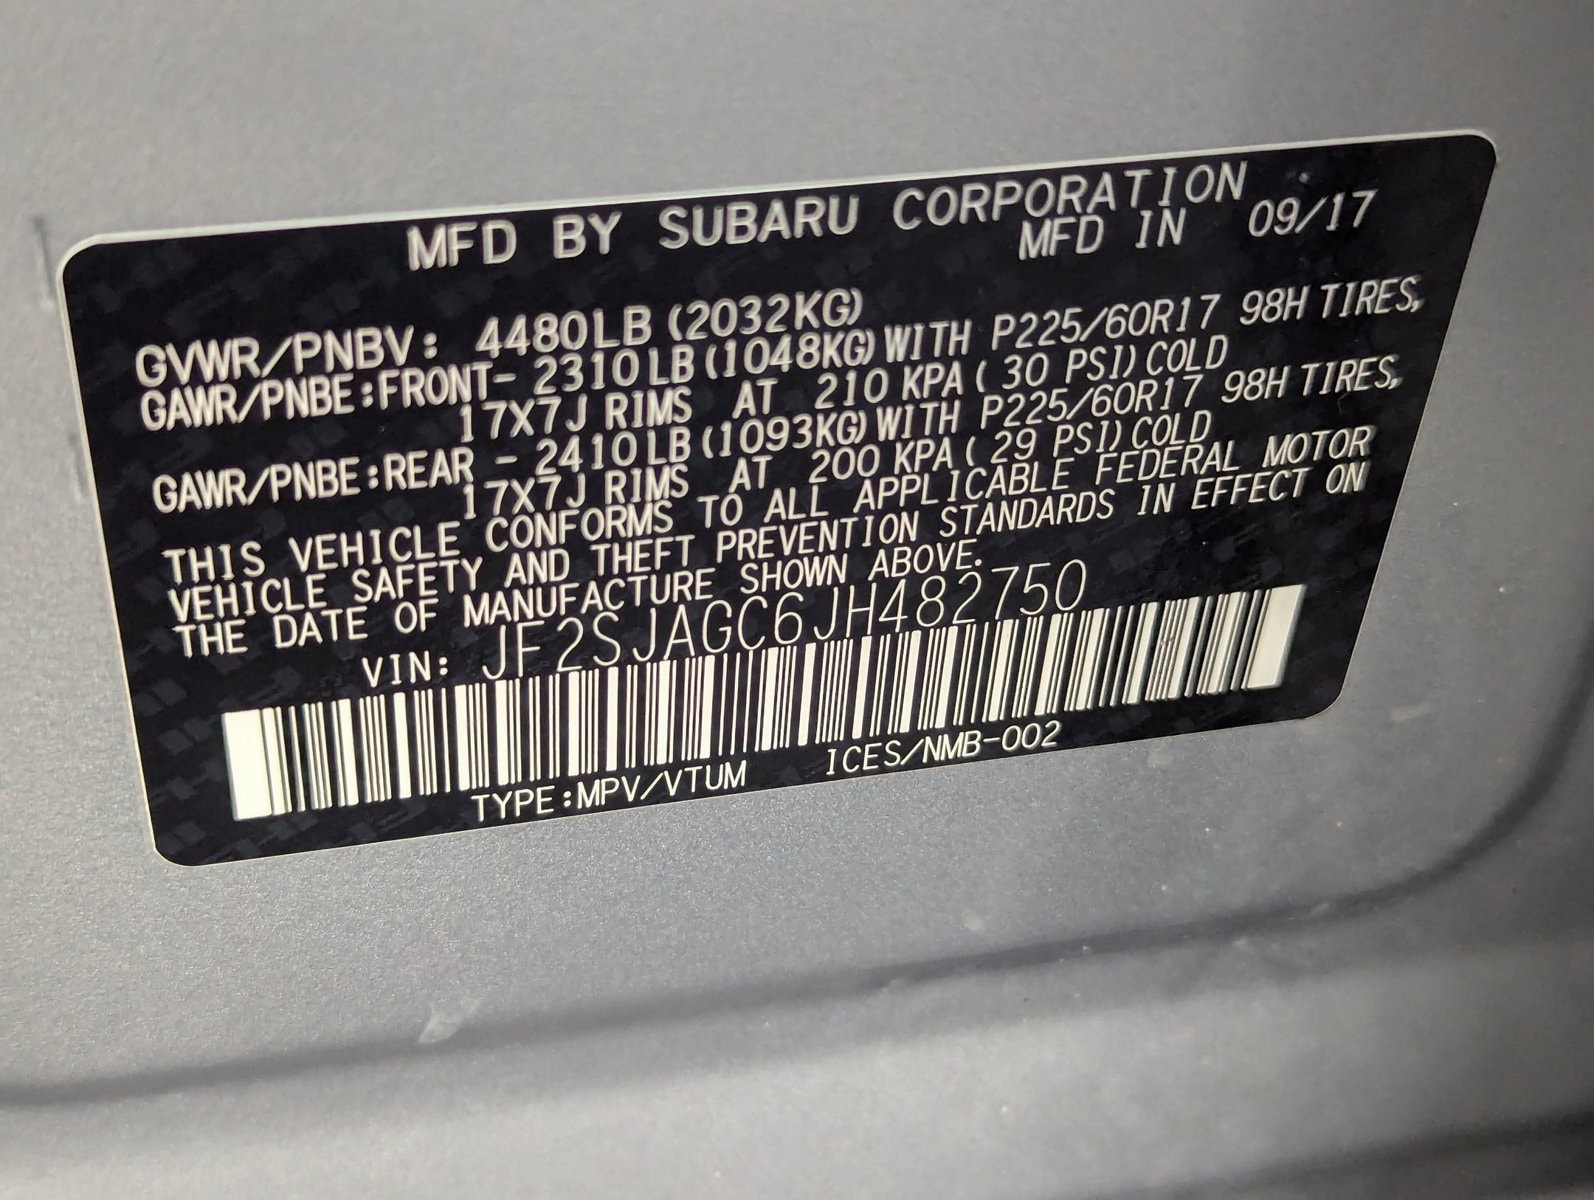 MFD BY SUBARU CORPORATION
MFD IN 09/17
GVWR/PNBV: 4480LB (2032KG)
GAWR/PNBE:FRONT- 2310LB (1048KG) WITH P225/60R17 98H TIRES,
17X7J RIMS AT 210 KPA ( 30 PSI) COLD
GAWR/PNBE:REAR - 2410LB (1093KG) WITH P225/60R17 98H TIRES,
17X7J RIMS AT 200 KPA ( 29 PSI) COLD
THIS VEHICLE CONFORMS TO ALL APPLICABLE FEDERAL MOTOR
VEHICLE SAFETY AND THEFT PREVENTION STANDARDS IN EFFECT ON
THE DATE OF MANUFACTURE SHOWN ABOVE.
VIN: JF2SJAGC6JH482750
TYPE:MPV/VTUM ICES/NMB-002